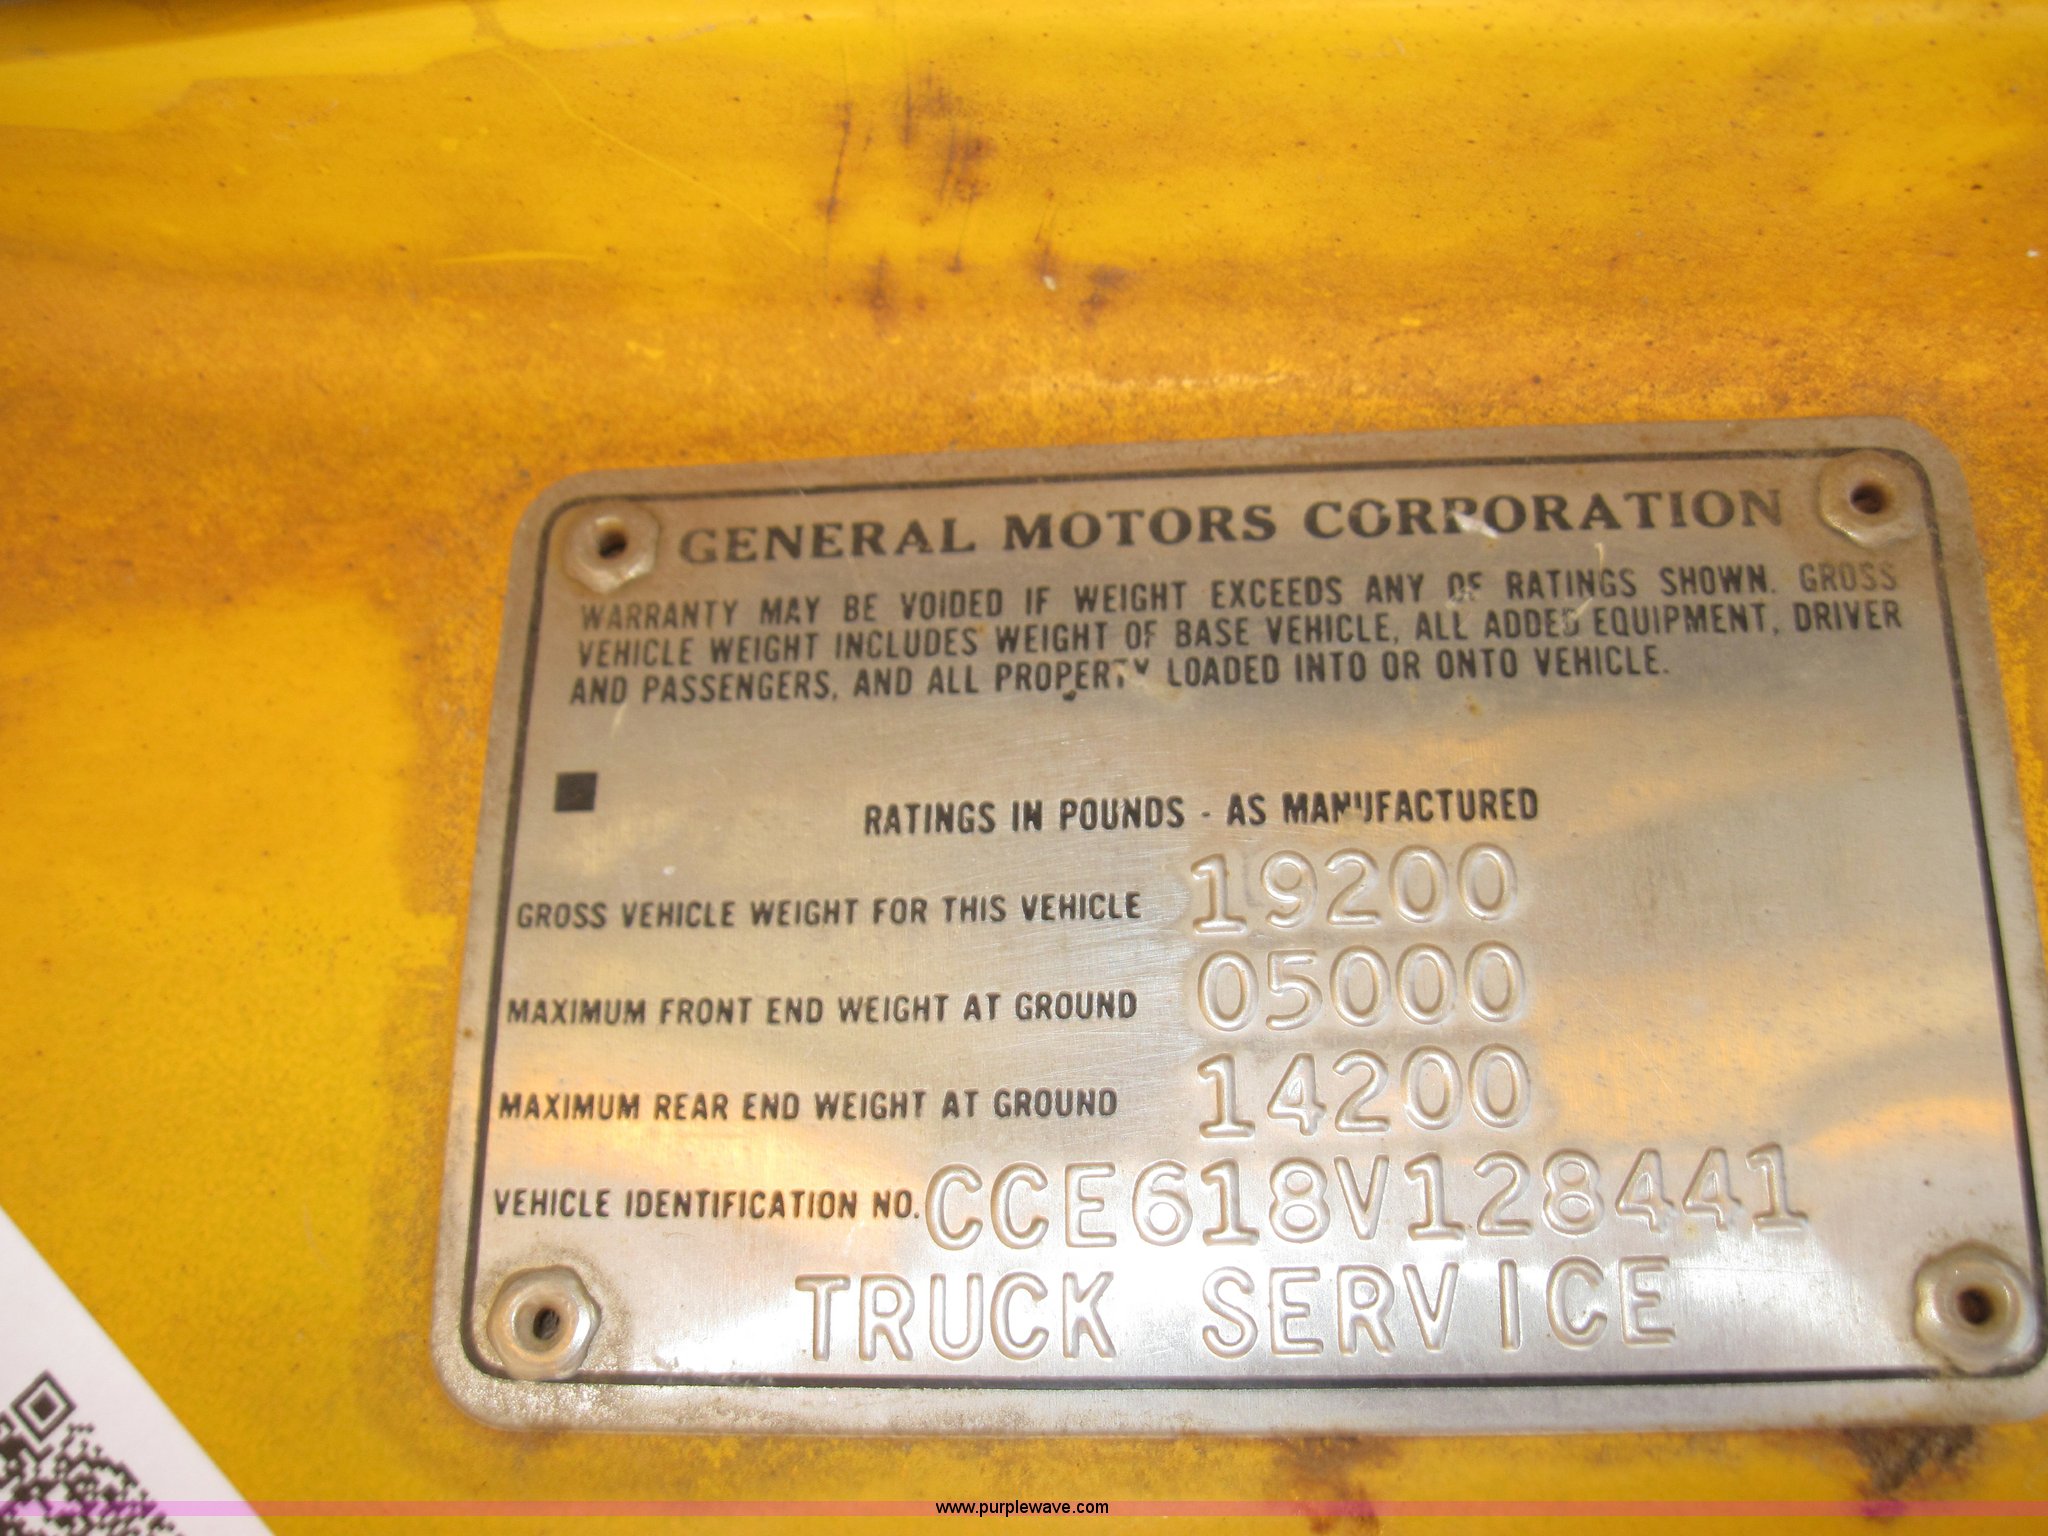 GENERAL MOTORS CORPORATION
WARRANTY MAY BE VOIDED IF WEIGHT EXCEEDS ANY OF RATINGS SHOWN. GROSS
VEHICLE WEIGHT INCLUDES WEIGHT OF BASE VEHICLE, ALL ADDED EQUIPMENT, DRIVER
AND PASSENGERS, AND ALL PROPERTY LOADED INTO OR ONTO VEHICLE.
RATINGS IN POUNDS - AS MANUFACTURED
GROSS VEHICLE WEIGHT FOR THIS VEHICLE 19200
MAXIMUM FRONT END WEIGHT AT GROUND 05000
MAXIMUM REAR END WEIGHT AT GROUND 14200
VEHICLE IDENTIFICATION NO. CCE618V128441
TRUCK SERVICE
www.purplewave.com